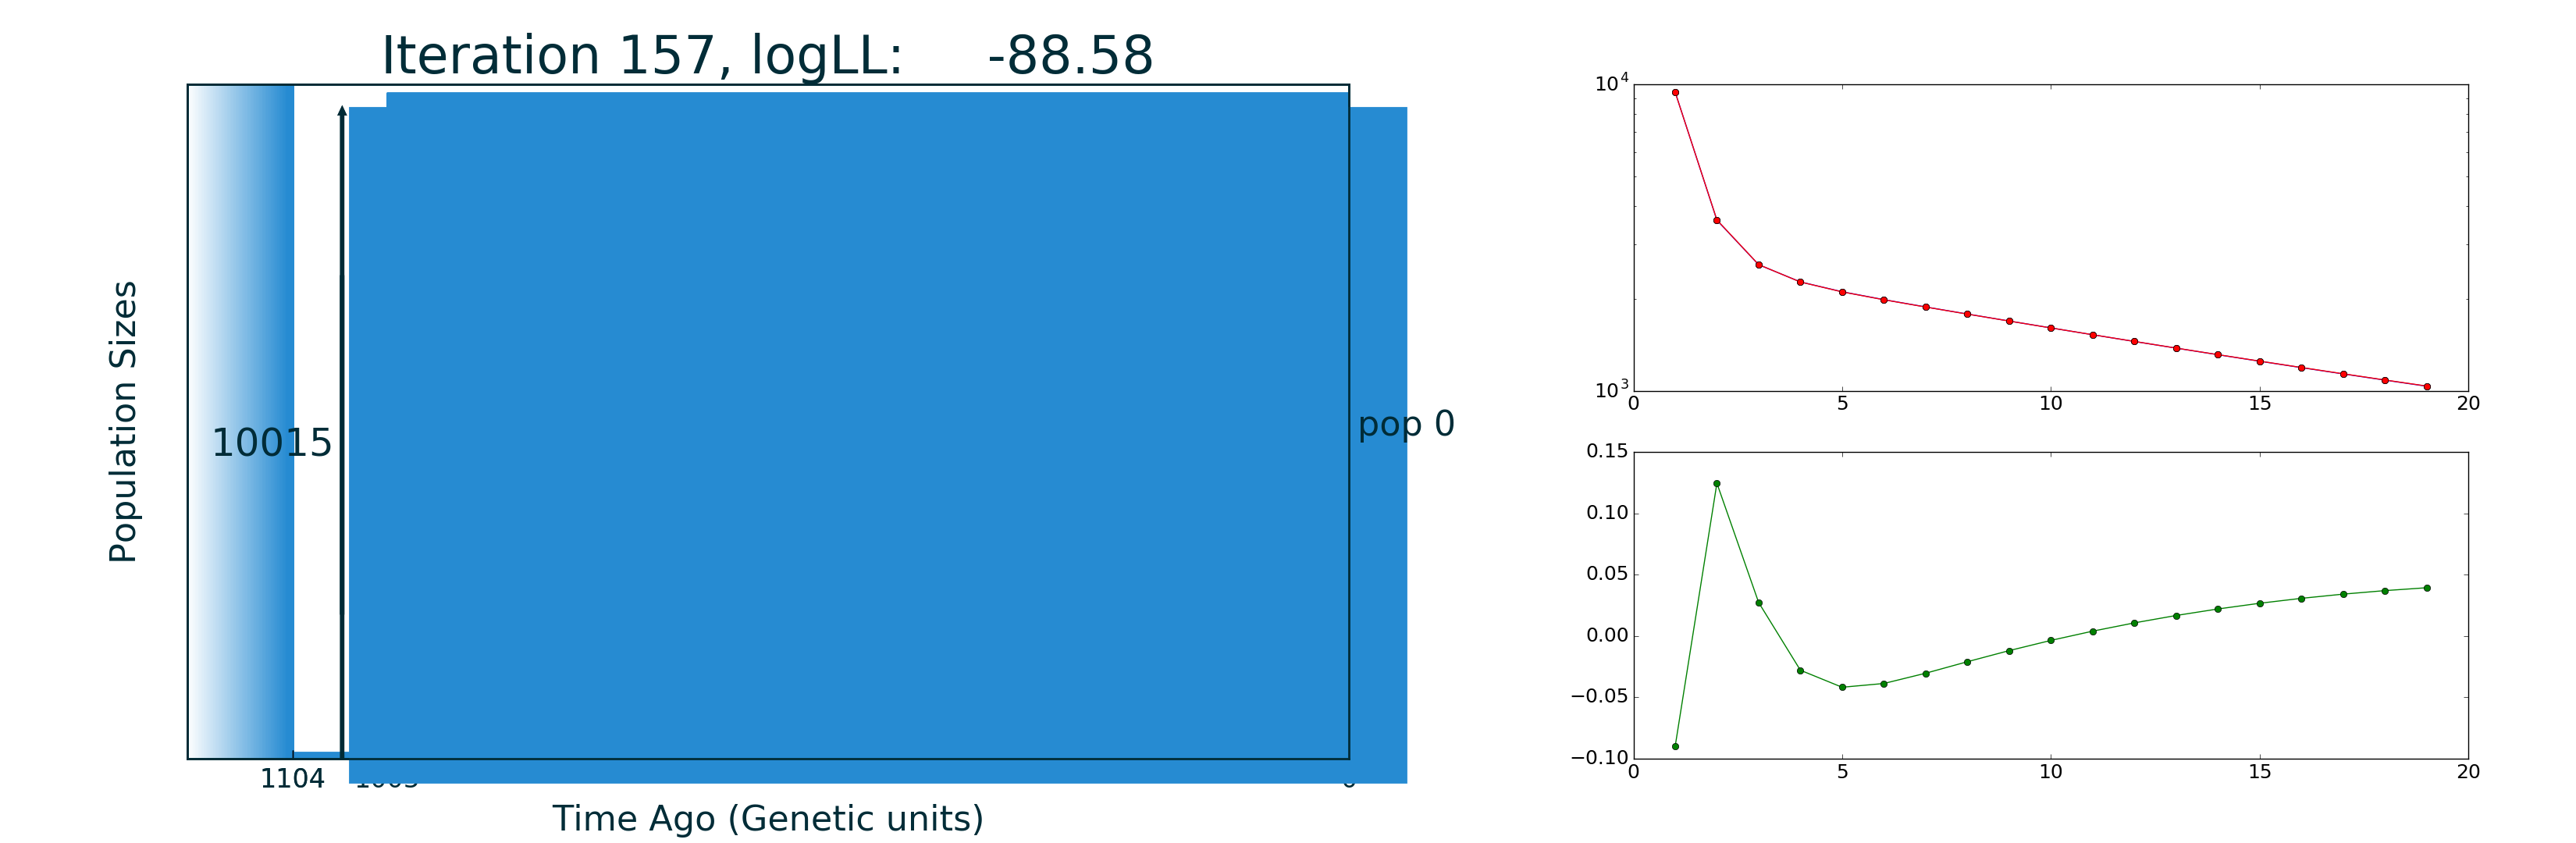 Iteration 157, logLL: -88.58
Population Sizes
10015
pop 0
1104
Time Ago (Genetic units)
10^4
10^3
0 5 10 15 20
0.15
0.10
0.05
0.00
−0.05
−0.10
0 5 10 15 20